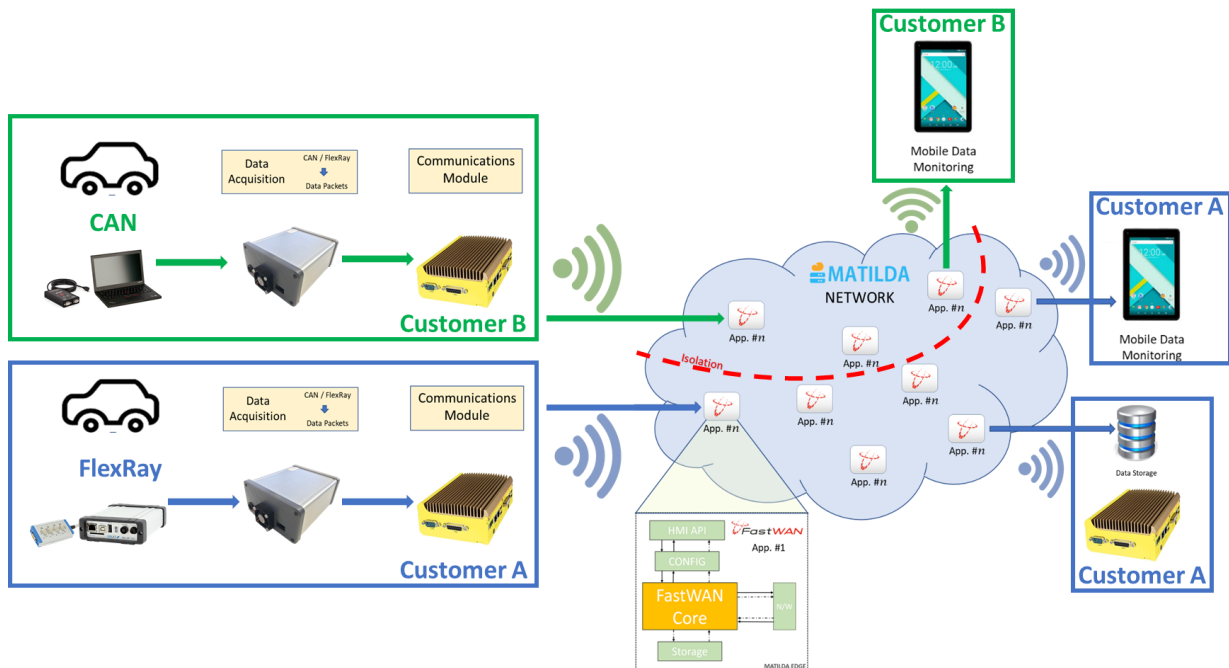 Customer B
Mobile Data
Monitoring
Data
Acquisition
CAN / FlexRay
Data Packets
Communications
Module
CAN
Customer B
Customer A
Mobile Data
Monitoring
MATILDA
NETWORK
App. #n
App. #n
App. #n
App. #n
Isolation
App. #n
App. #n
App. #n
App. #n
App. #n
Data
Acquisition
CAN / FlexRay
Data Packets
Communications
Module
FlexRay
Customer A
Data Storage
Customer A
HMI API
FastWAN
App. #1
CONFIG
FastWAN
Core
N/W
Storage
MATILDA EDGE